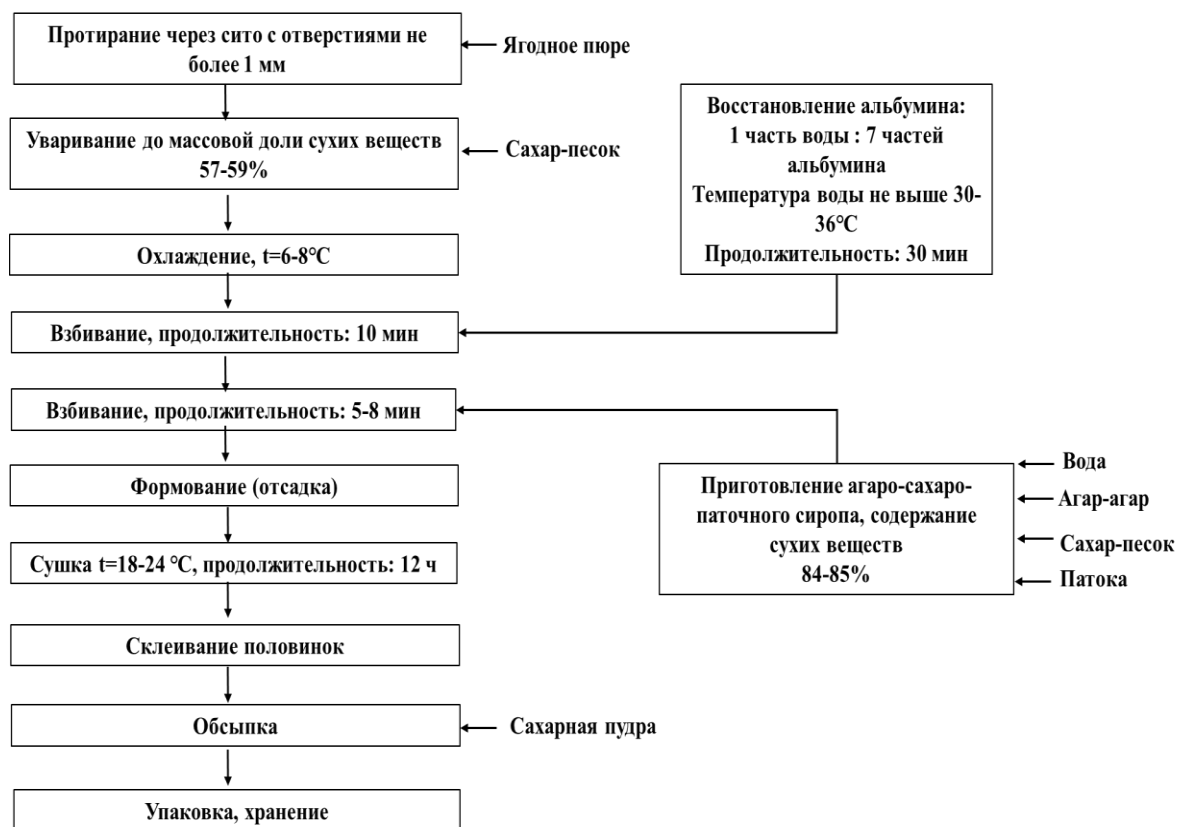 Протирание через сито с отверстиями не
более 1 мм
Ягодное пюре
Уваривание до массовой доли сухих веществ
57-59%
Сахар-песок
Восстановление альбумина:
1 часть воды : 7 частей
альбумина
Температура воды не выше 30-
36°С
Продолжительность: 30 мин
Охлаждение, t=6-8°С
Взбивание, продолжительность: 10 мин
Взбивание, продолжительность: 5-8 мин
Формование (отсадка)
Приготовление агаро-сахаро-
паточного сиропа, содержание
сухих веществ
84-85%
Вода
Агар-агар
Сахар-песок
Патока
Сушка t=18-24 °С, продолжительность: 12 ч
Склеивание половинок
Обсыпка
Сахарная пудра
Упаковка, хранение